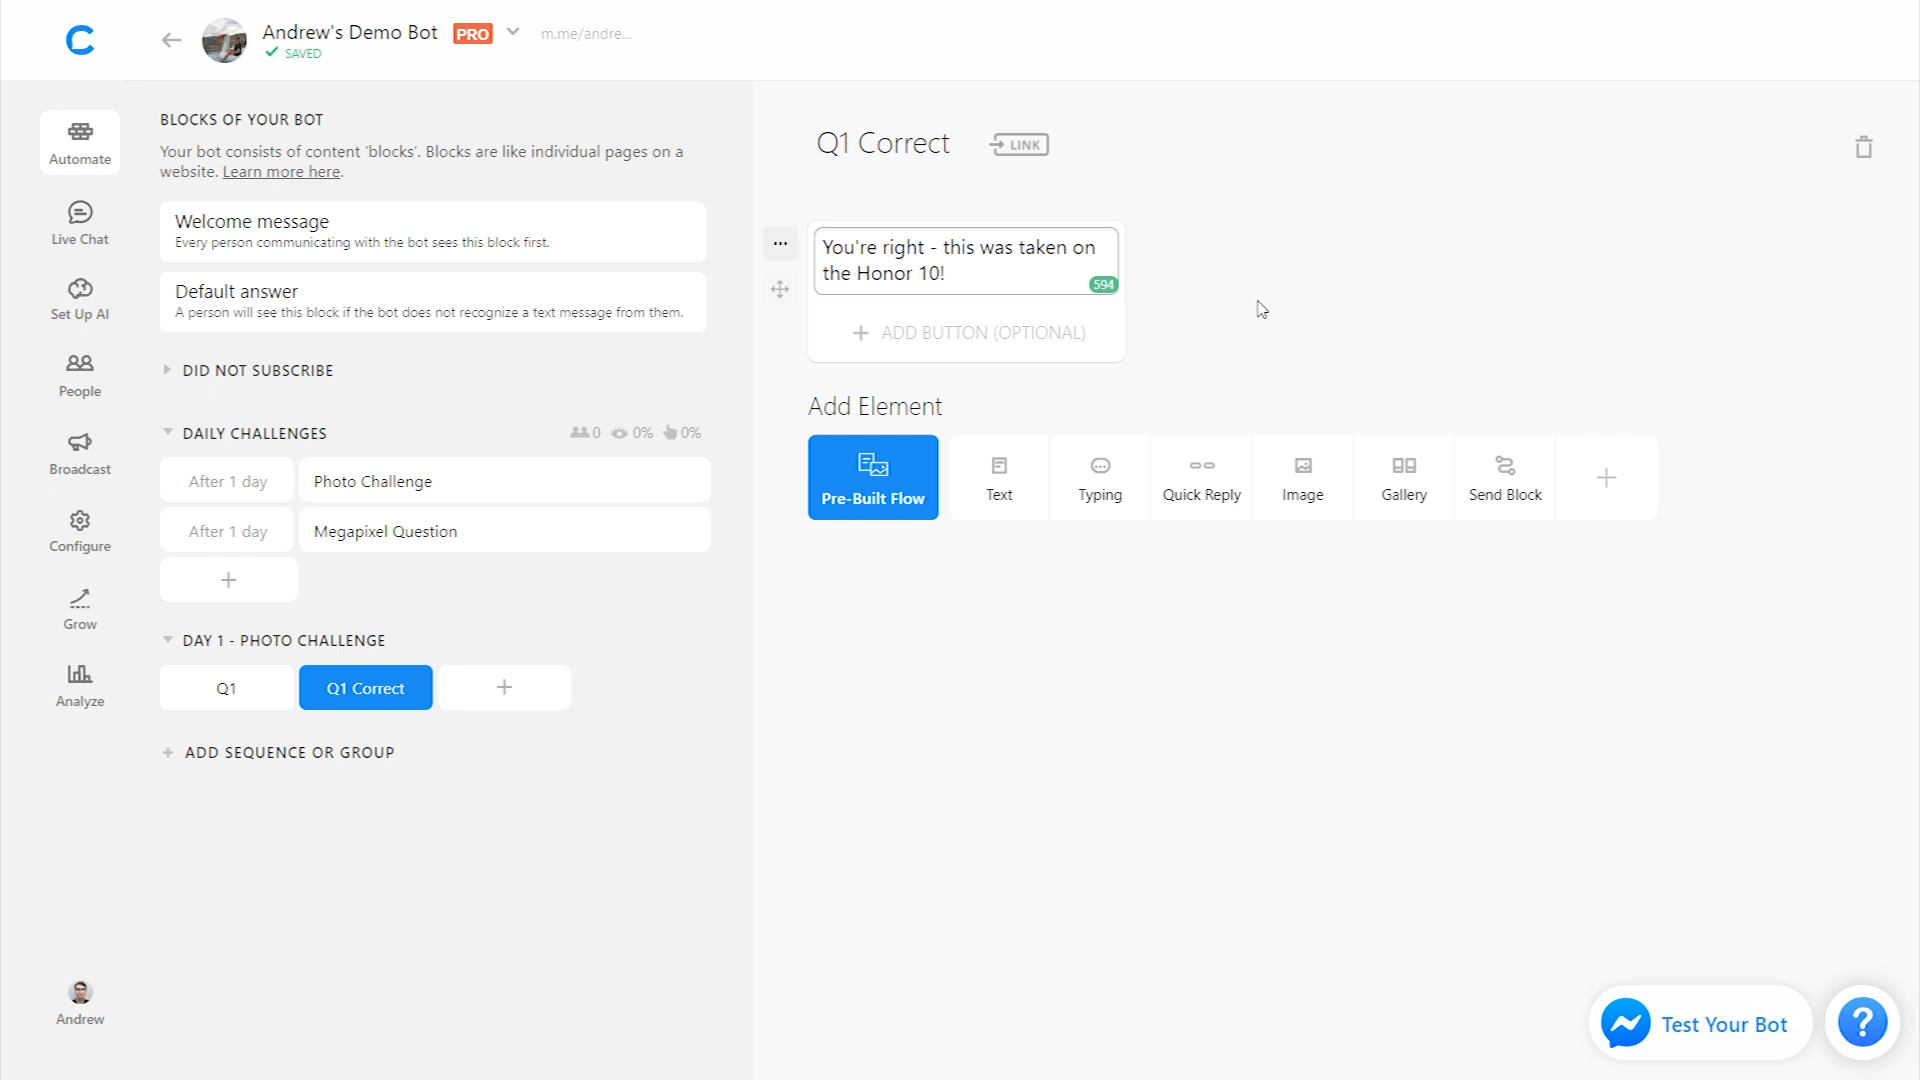 Andrew's Demo Bot PRO m.me/andre...
SAVED
Automate
Live Chat
Set Up AI
People
Broadcast
Configure
Grow
Analyze
Andrew
BLOCKS OF YOUR BOT
Your bot consists of content ‘blocks’. Blocks are like individual pages on a
website. Learn more here.
Welcome message
Every person communicating with the bot sees this block first.
Default answer
A person will see this block if the bot does not recognize a text message from them.
DID NOT SUBSCRIBE
DAILY CHALLENGES 0 0% 0%
After 1 day Photo Challenge
After 1 day Megapixel Question
+
DAY 1 - PHOTO CHALLENGE
Q1 Q1 Correct +
+ ADD SEQUENCE OR GROUP
Q1 Correct LINK
...
You're right - this was taken on
the Honor 10!
594
+ ADD BUTTON (OPTIONAL)
Add Element
Pre-Built Flow Text Typing Quick Reply Image Gallery Send Block +
Test Your Bot ?